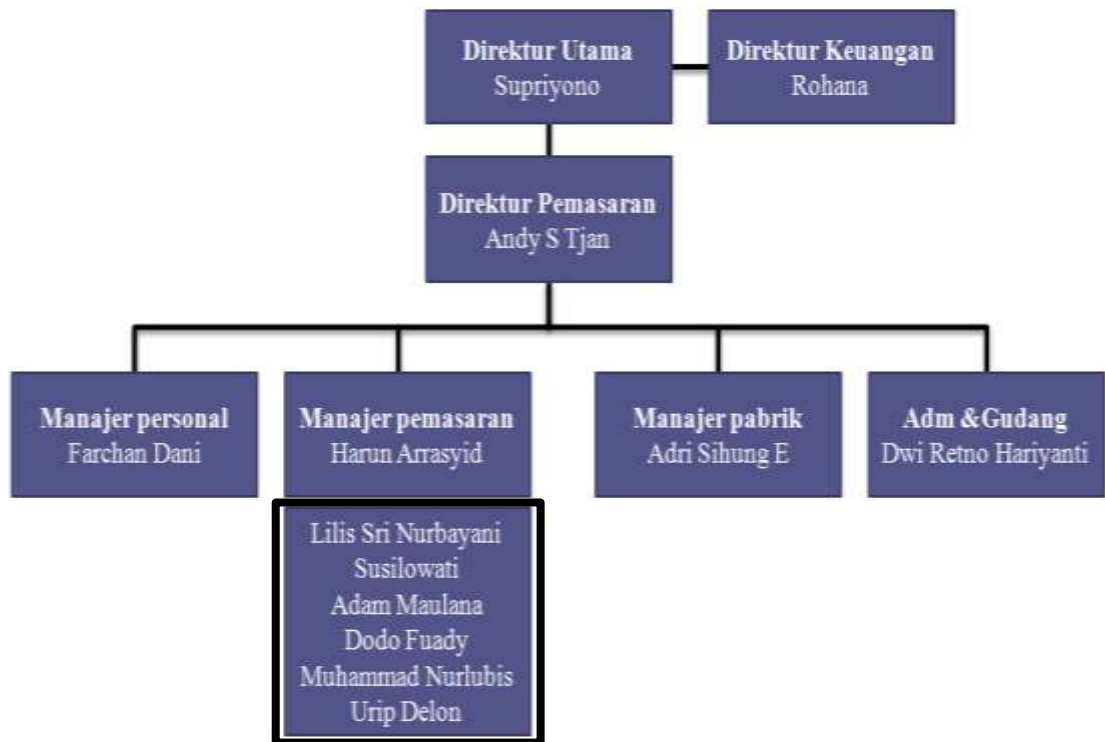 Direktur Utama
Supriyono
Direktur Keuangan
Rohana
Direktur Pemasaran
Andy S Tjan
Manajer personal
Farchan Dani
Manajer pemasaran
Harun Arrasyid
Manajer pabrik
Adri Sihung E
Adm &Gudang
Dwi Retno Hariyanti
Lilis Sri Nurbayani
Susilowati
Adam Maulana
Dodo Fuady
Muhammad Nurlubis
Urip Delon